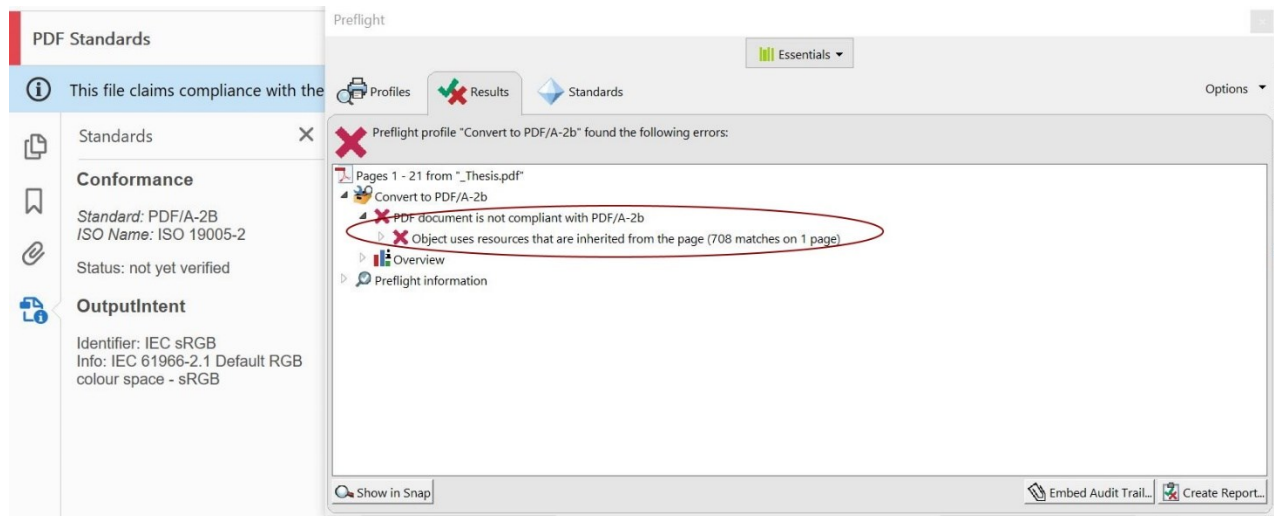 Preflight
PDF Standards
Essentials
This file claims compliance with the
Profiles
Results
Standards
Options
Standards
Preflight profile "Convert to PDF/A-2b" found the following errors:
Conformance
Standard: PDF/A-2B
ISO Name: ISO 19005-2
Status: not yet verified
OutputIntent
Identifier: IEC sRGB
Info: IEC 61966-2.1 Default RGB
colour space - sRGB
Pages 1 - 21 from "_Thesis.pdf"
Convert to PDF/A-2b
PDF document is not compliant with PDF/A-2b
Object uses resources that are inherited from the page (708 matches on 1 page)
Overview
Preflight information
Show in Snap
Embed Audit Trail...
Create Report...